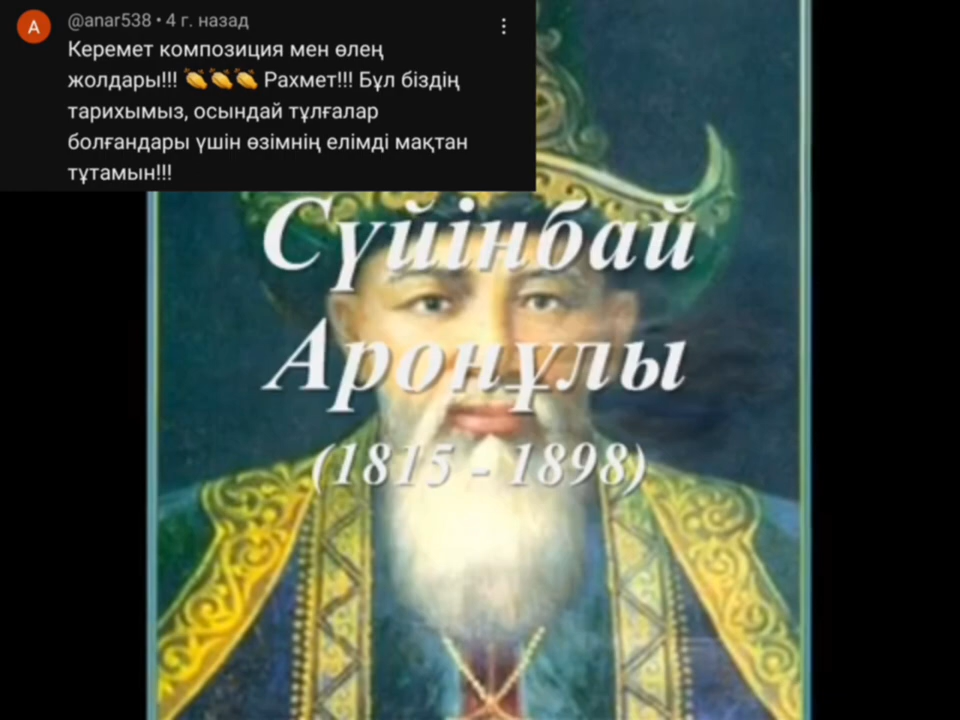 @anar538 • 4 г. назад
Керемет композиция мен өлең
жолдары!!! 👏👏👏 Рахмет!!! Бұл біздің
тарихымыз, осындай тұлғалар
болғандары үшін өзімнің елімді мақтан
тұтамын!!!
Сүйінбай
Аронұлы
(1815 - 1898)